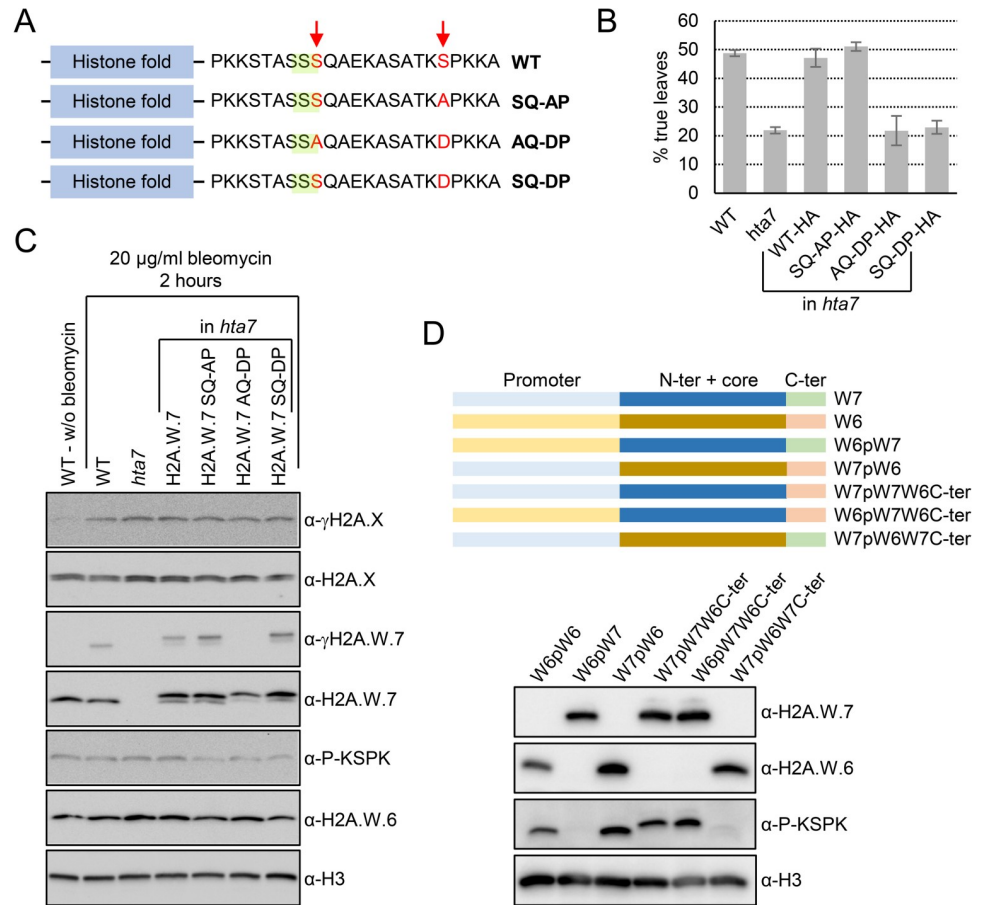 A
Histone fold PKKSTASSSQAEKASATKSPKKA WT
Histone fold PKKSTASSSQAEKASATKAPKKA SQ-AP
Histone fold PKKSTASSAQAEKASATKDPKKA AQ-DP
Histone fold PKKSTASSSQAEKASATKDPKKA SQ-DP
B
% true leaves
60
50
40
30
20
10
0
WT
hta7
WT-HA
SQ-AP-HA
AQ-DP-HA
SQ-DP-HA
in hta7
C
20 µg/ml bleomycin
2 hours
in hta7
WT - w/o bleomycin
WT
hta7
H2A.W.7
H2A.W.7 SQ-AP
H2A.W.7 AQ-DP
H2A.W.7 SQ-DP
α-γH2A.X
α-H2A.X
α-γH2A.W.7
α-H2A.W.7
α-P-KSPK
α-H2A.W.6
α-H3
D
Promoter N-ter + core C-ter
W7
W6
W6pW7
W7pW6
W7pW7W6C-ter
W6pW7W6C-ter
W7pW6W7C-ter
W6pW6
W6pW7
W7pW6
W7pW7W6C-ter
W6pW7W6C-ter
W7pW6W7C-ter
α-H2A.W.7
α-H2A.W.6
α-P-KSPK
α-H3